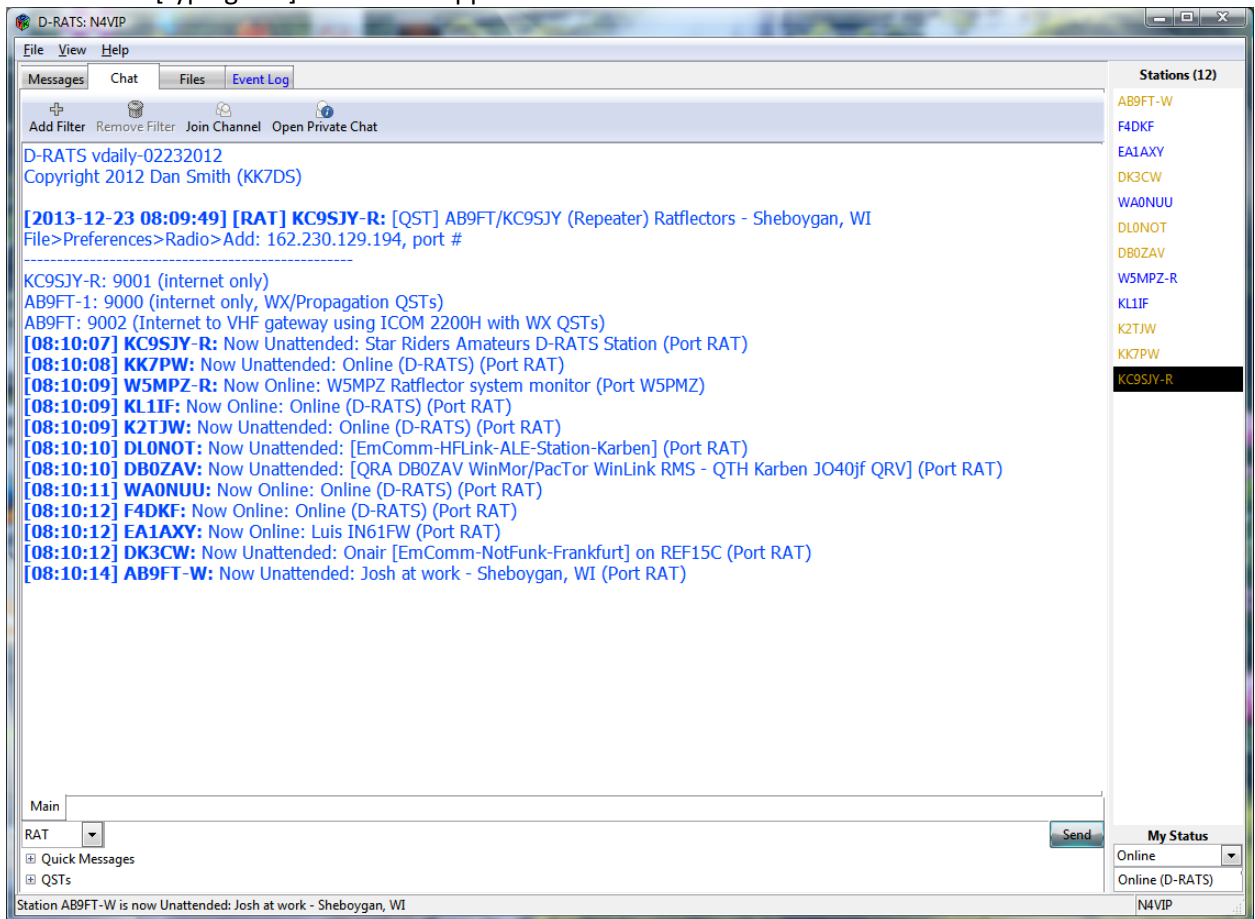 D-RATS: N4VIP
File View Help
Messages Chat Files Event Log
Add Filter Remove Filter Join Channel Open Private Chat
D-RATS vdaily-02232012
Copyright 2012 Dan Smith (KK7DS)
[2013-12-23 08:09:49] [RAT] KC9SJY-R: [QST] AB9FT/KC9SJY (Repeater) Ratflectors - Sheboygan, WI
File>Preferences>Radio>Add: 162.230.129.194, port #
--------------------------------------------------
KC9SJY-R: 9001 (internet only)
AB9FT-1: 9000 (internet only, WX/Propagation QSTs)
AB9FT: 9002 (Internet to VHF gateway using ICOM 2200H with WX QSTs)
[08:10:07] KC9SJY-R: Now Unattended: Star Riders Amateurs D-RATS Station (Port RAT)
[08:10:08] KK7PW: Now Unattended: Online (D-RATS) (Port RAT)
[08:10:09] W5MPZ-R: Now Online: W5MPZ Ratflector system monitor (Port W5PMZ)
[08:10:09] KL1IF: Now Online: Online (D-RATS) (Port RAT)
[08:10:09] K2TJW: Now Unattended: Online (D-RATS) (Port RAT)
[08:10:10] DL0NOT: Now Unattended: [EmComm-HFLink-ALE-Station-Karben] (Port RAT)
[08:10:10] DB0ZAV: Now Unattended: [QRA DB0ZAV WinMor/PacTor WinLink RMS - QTH Karben JO40jf QRV] (Port RAT)
[08:10:11] WA0NUU: Now Online: Online (D-RATS) (Port RAT)
[08:10:12] F4DKF: Now Online: Online (D-RATS) (Port RAT)
[08:10:12] EA1AXY: Now Online: Luis IN61FW (Port RAT)
[08:10:12] DK3CW: Now Unattended: Onair [EmComm-NotFunk-Frankfurt] on REF15C (Port RAT)
[08:10:14] AB9FT-W: Now Unattended: Josh at work - Sheboygan, WI (Port RAT)
Main
RAT
Send
Quick Messages
QSTs
Station AB9FT-W is now Unattended: Josh at work - Sheboygan, WI
Stations (12)
AB9FT-W
F4DKF
EA1AXY
DK3CW
WA0NUU
DL0NOT
DB0ZAV
W5MPZ-R
KL1IF
K2TJW
KK7PW
KC9SJY-R
My Status
Online
Online (D-RATS)
N4VIP